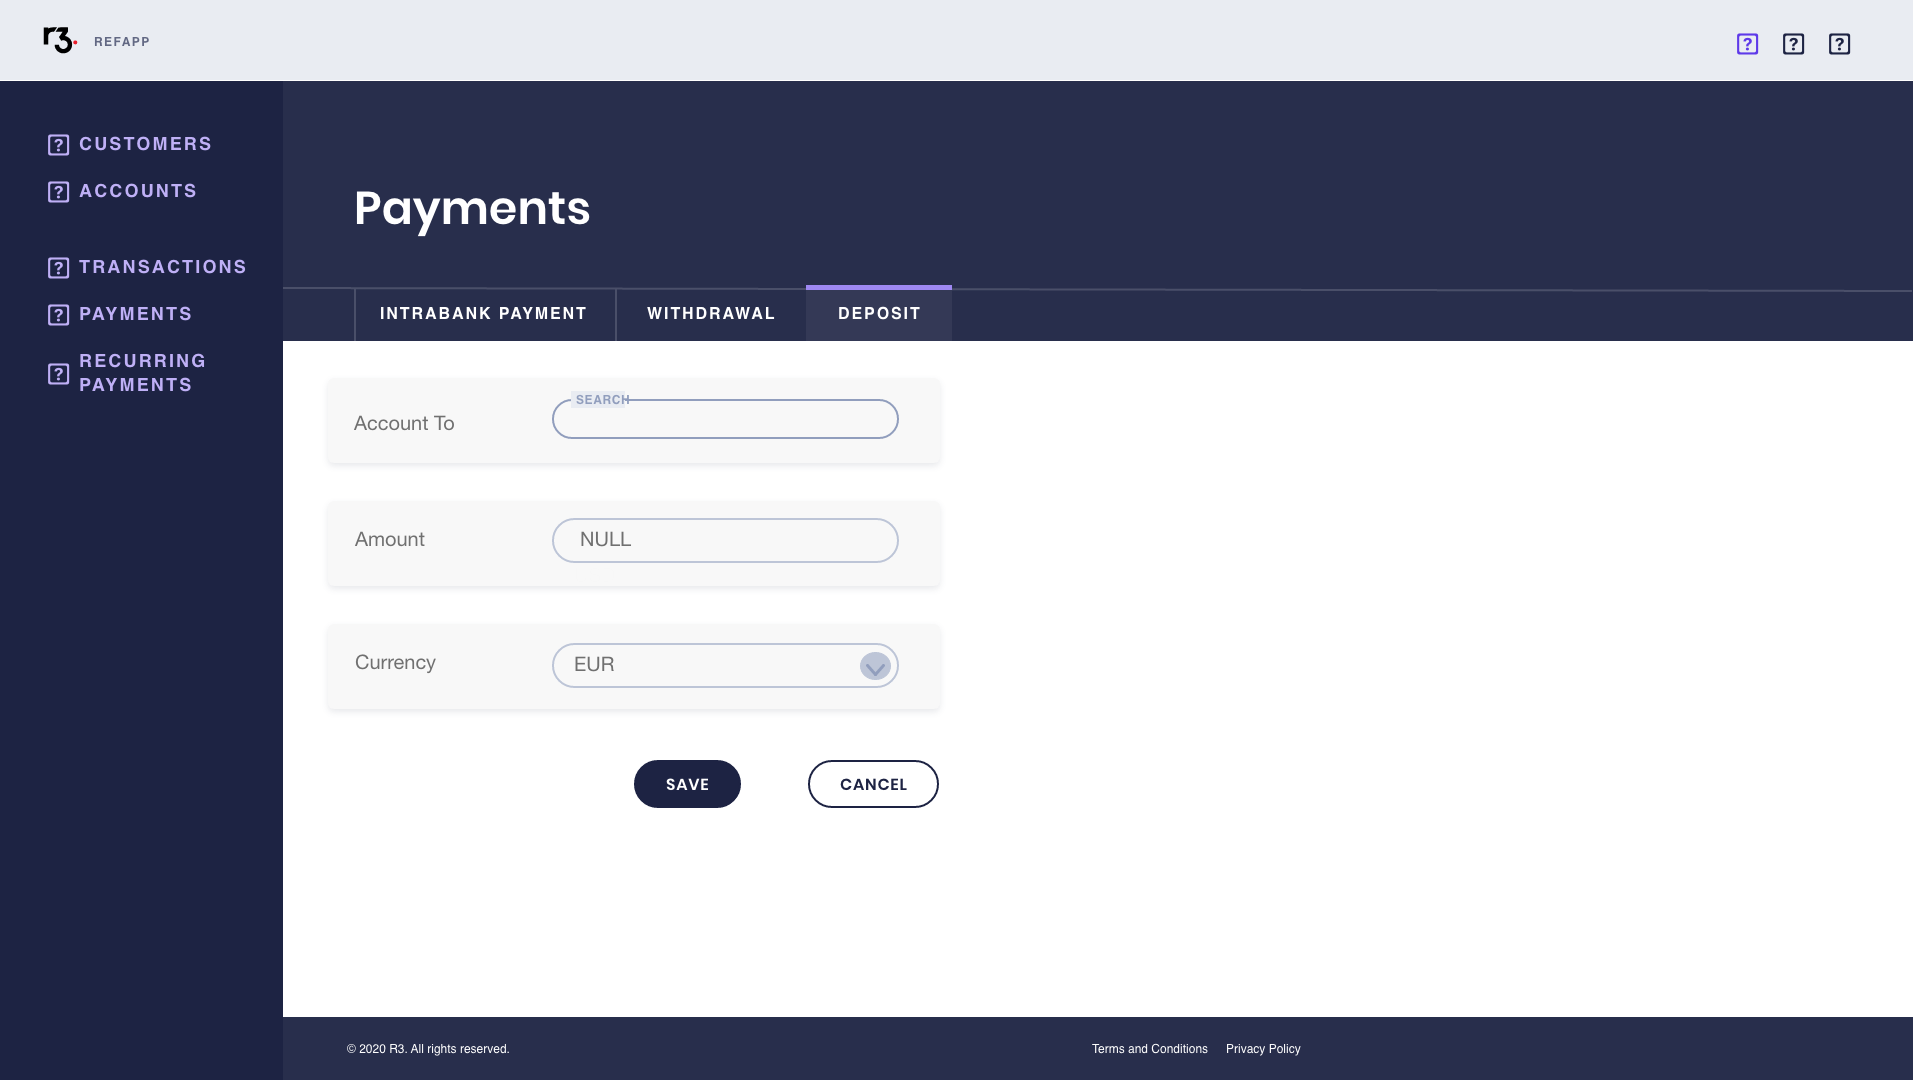 r3.
REFAPP
CUSTOMERS
ACCOUNTS
TRANSACTIONS
PAYMENTS
RECURRING
PAYMENTS
Payments
INTRABANK PAYMENT
WITHDRAWAL
DEPOSIT
Account To
SEARCH
Amount
NULL
Currency
EUR
SAVE
CANCEL
© 2020 R3. All rights reserved.
Terms and Conditions
Privacy Policy